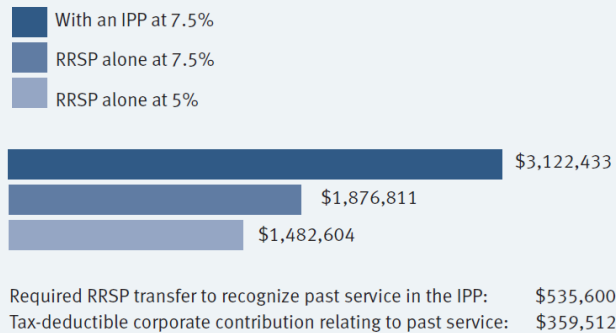 With an IPP at 7.5%
RRSP alone at 7.5%
RRSP alone at 5%
$3,122,433
$1,876,811
$1,482,604
Required RRSP transfer to recognize past service in the IPP: $535,600
Tax-deductible corporate contribution relating to past service: $359,512